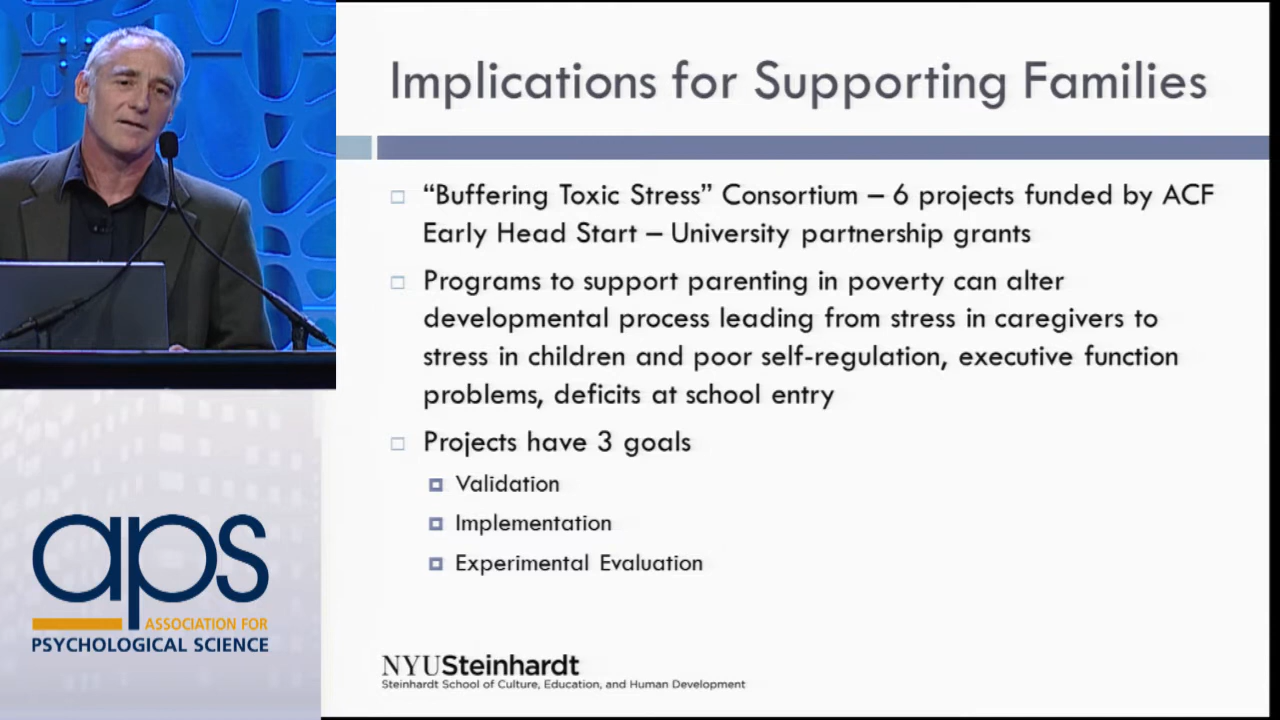 Implications for Supporting Families
“Buffering Toxic Stress” Consortium – 6 projects funded by ACF
Early Head Start – University partnership grants
Programs to support parenting in poverty can alter
developmental process leading from stress in caregivers to
stress in children and poor self-regulation, executive function
problems, deficits at school entry
Projects have 3 goals
Validation
Implementation
Experimental Evaluation
aps
ASSOCIATION FOR
PSYCHOLOGICAL SCIENCE
NYUSteinhardt
Steinhardt School of Culture, Education, and Human Development